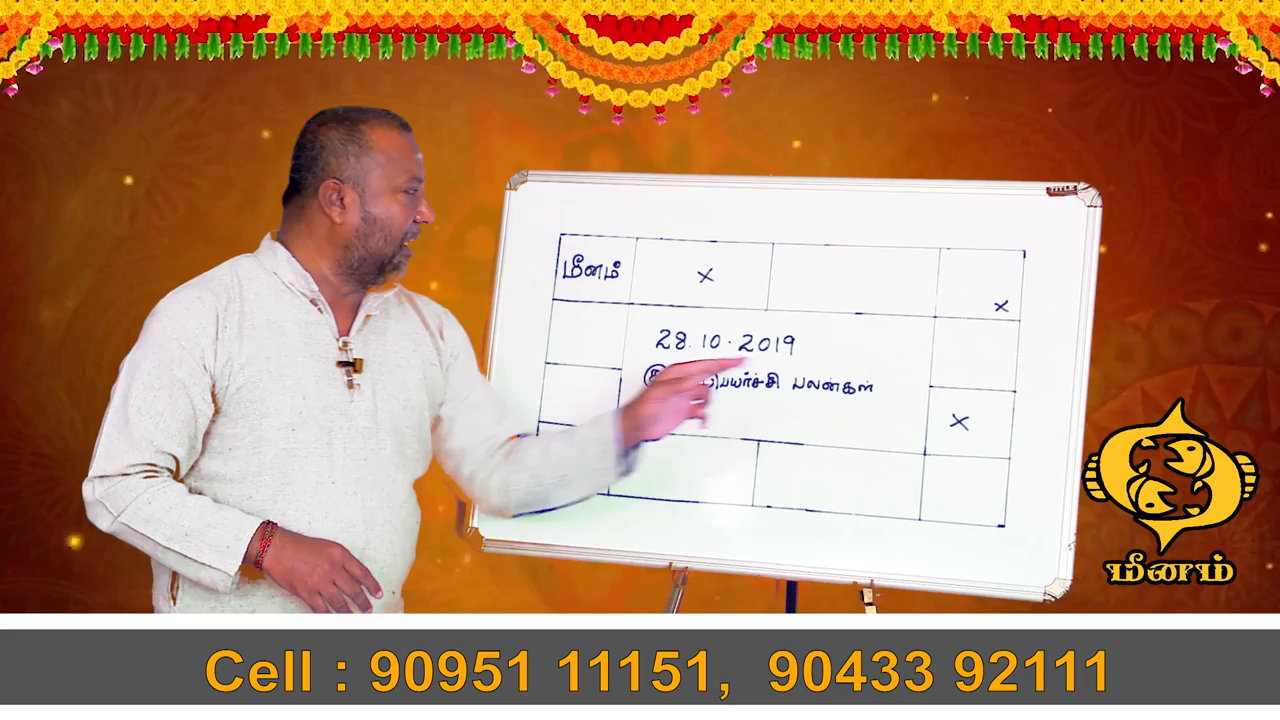 மீனம் x
x
28.10.2019
பெயர்ச்சி பலன்கள்
x
மீனம்
Cell : 90951 11151, 90433 92111